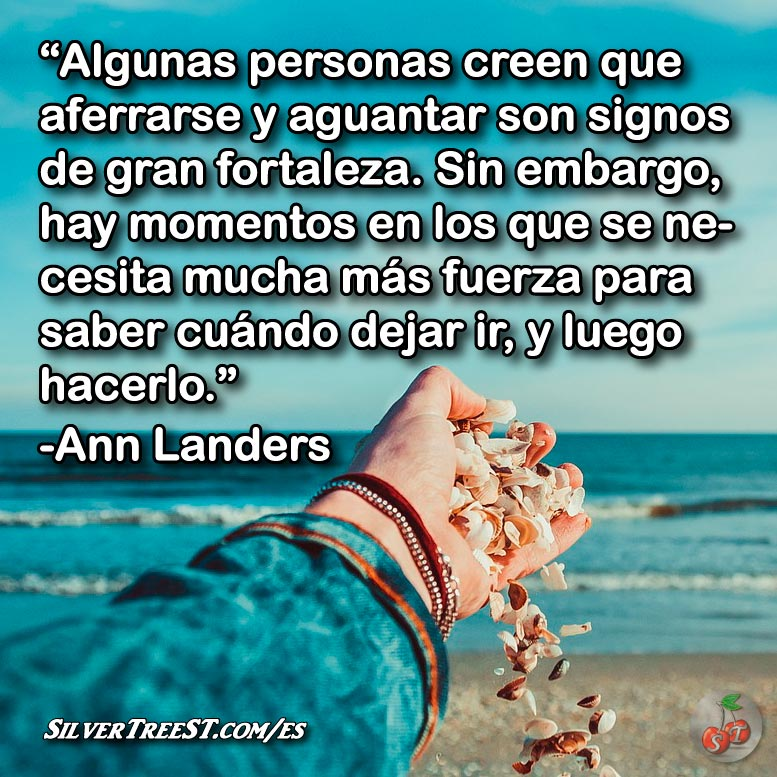 “Algunas personas creen que
aferrarse y aguantar son signos
de gran fortaleza. Sin embargo,
hay momentos en los que se ne-
cesita mucha más fuerza para
saber cuándo dejar ir, y luego
hacerlo.”
-Ann Landers
SilverTreeST.com/es
S T